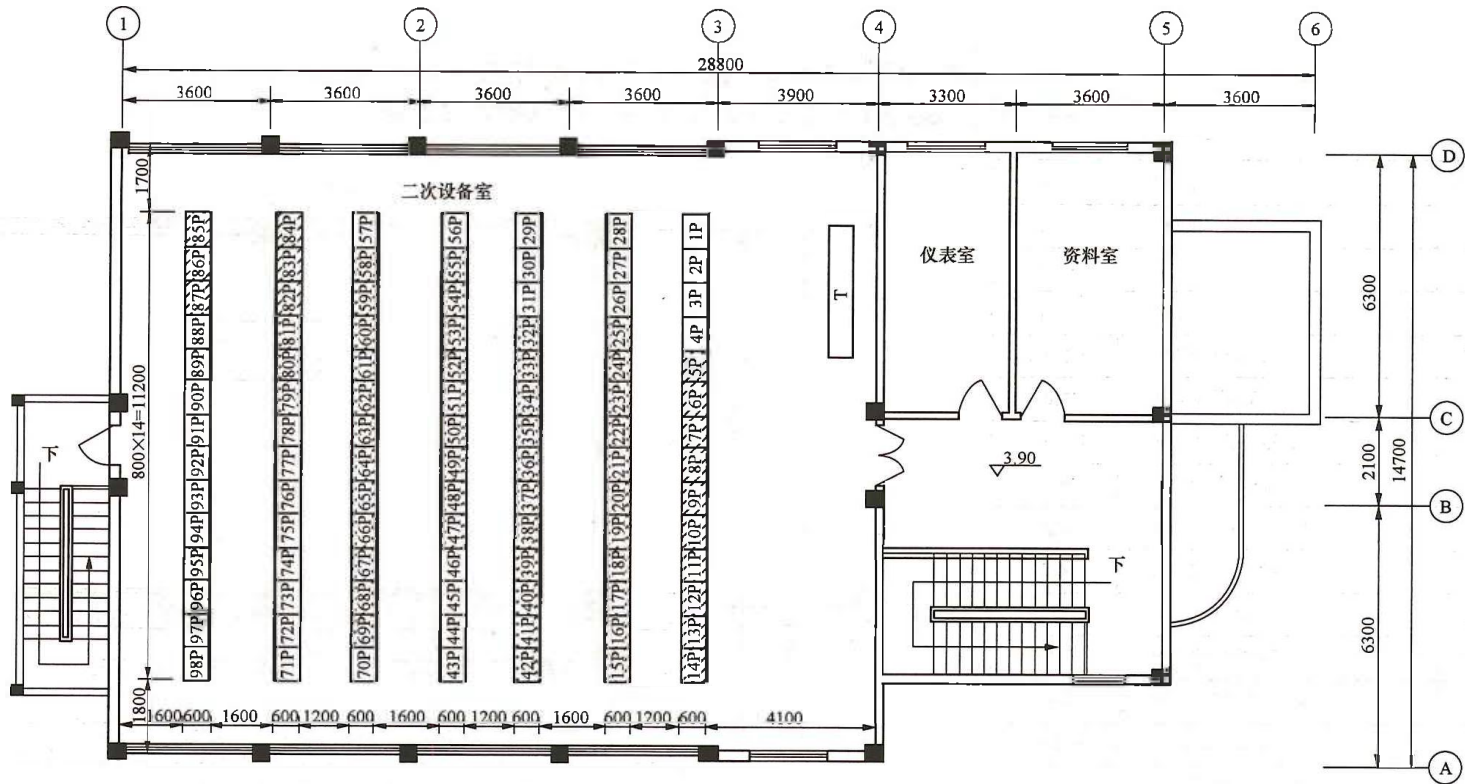 1 2 3 4 5 6
28800
3600 3600 3600 3600 3900 3300 3600 3600
D
C
B
A
1700
800×14=11200
1800
二次设备室
85P 86P 87P 88P 89P 90P 91P 92P 93P 94P 95P 96P 97P 98P
84P 83P 82P 81P 80P 79P 78P 77P 76P 75P 74P 73P 72P 71P
57P 58P 59P 60P 61P 62P 63P 64P 65P 66P 67P 68P 69P 70P
56P 55P 54P 53P 52P 51P 50P 49P 48P 47P 46P 45P 44P 43P
29P 30P 31P 32P 33P 34P 35P 36P 37P 38P 39P 40P 41P 42P
28P 27P 26P 25P 24P 23P 22P 21P 20P 19P 18P 17P 16P 15P
1P 2P 3P 4P 5P 6P 7P 8P 9P 10P 11P 12P 13P 14P
T
仪表室
资料室
3.90
下
下
6300
2100
6300
14700
1600 600 1600 600 1200 600 1600 600 1200 600 1600 600 1200 600 4100